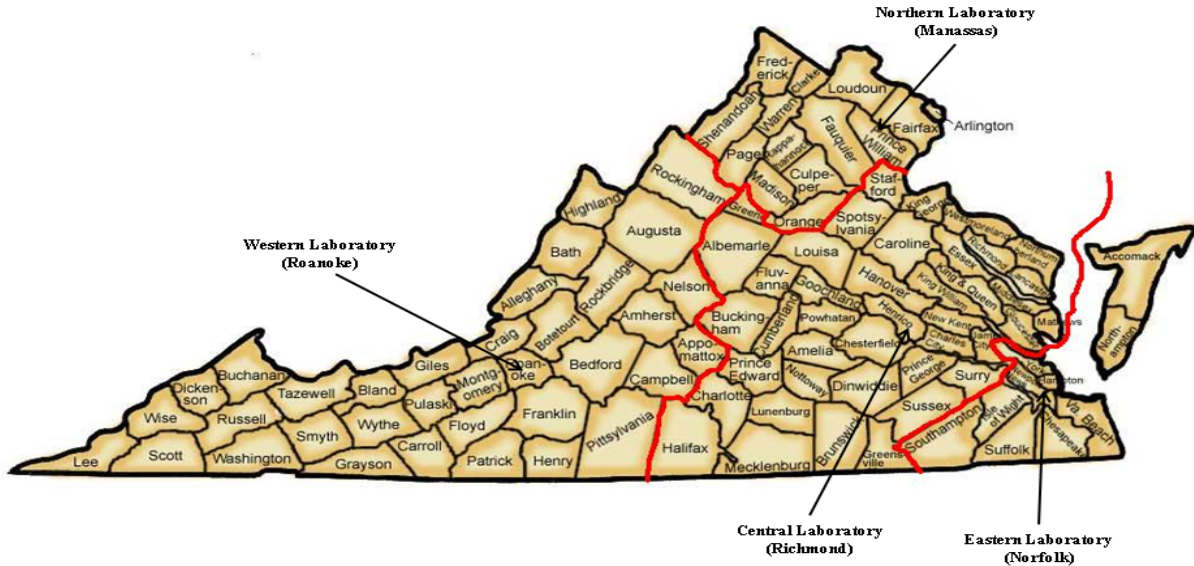 Northern Laboratory
(Manassas)
Fred-
erick
Clarke
Loudoun
Shenandoah
Warren
Fauquier
Prince
William
Fairfax
Arlington
Page
Rappa-
hannock
Culpe-
per
Madison
Staf-
ford
Rockingham
Greene
Orange
Spotsy-
lvania
King
George
Westmoreland
Highland
Augusta
Albemarle
Louisa
Caroline
Richmond
Northum
berland
Essex
Lancaster
Western Laboratory
(Roanoke)
Bath
Rockbridge
Nelson
Fluv-
anna
Goochland
Hanover
King & Queen
King William
Middlesex
Accomack
Alleghany
Botetourt
Amherst
Bucking-
ham
Cumberland
Powhatan
Henrico
New Kent
Gloucester
Mathews
North-
ampton
Craig
Roan-
oke
Bedford
Appo-
mattox
Amelia
Chesterfield
Charles
City
James
City
York
Giles
Montg-
omery
Campbell
Prince
Edward
Nottoway
Dinwiddie
Prince
George
Surry
Hampton
Buchanan
Dicken-
son
Tazewell
Bland
Pulaski
Charlotte
Lunenburg
Sussex
Isle
of Wight
Va Beach
Wise
Russell
Smyth
Wythe
Floyd
Franklin
Pittsylvania
Halifax
Brunswick
Southampton
Chesapeake
Lee
Scott
Washington
Grayson
Carroll
Patrick
Henry
Mecklenburg
Greens-
ville
Suffolk
Central Laboratory
(Richmond)
Eastern Laboratory
(Norfolk)